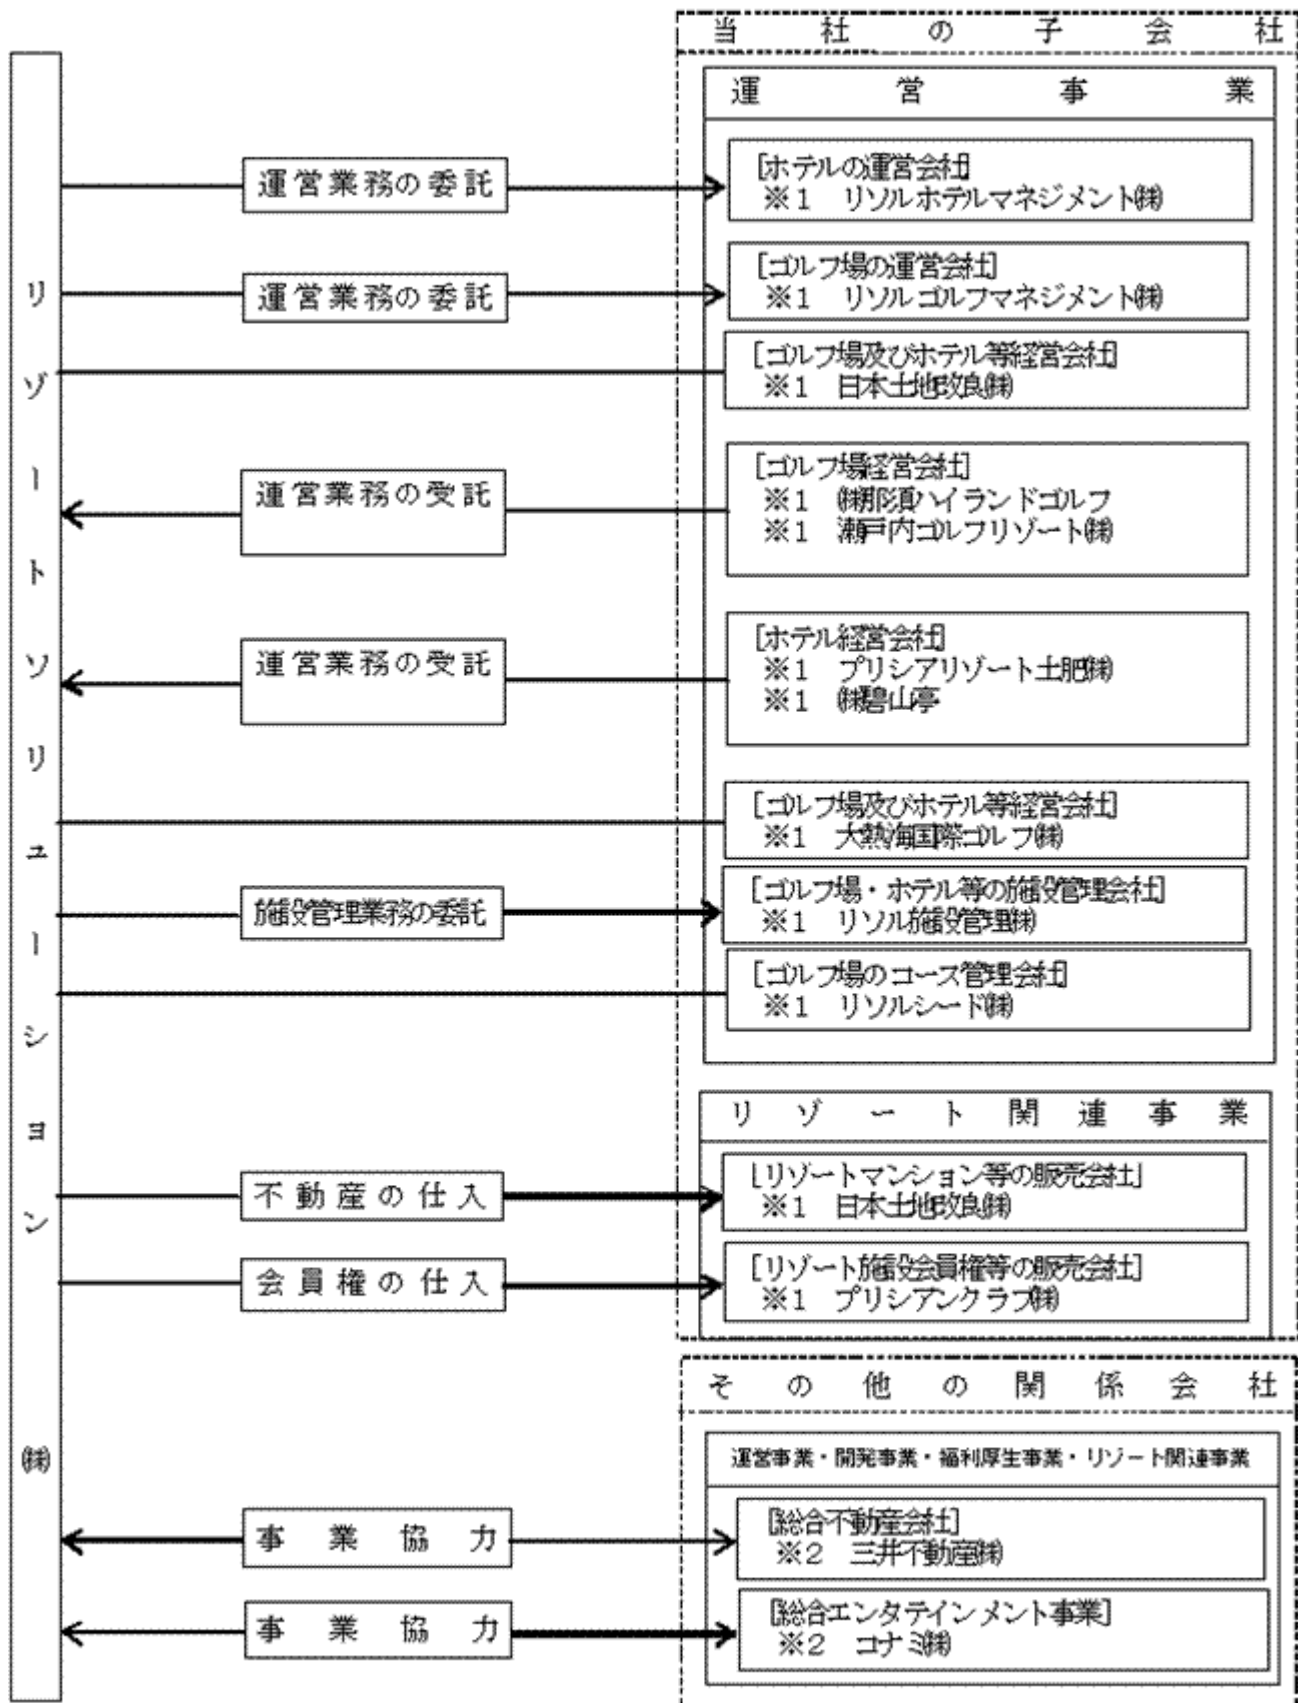 リゾートソリューション㈱
当社の子会社
運営事業
運営業務の委託
[ホテルの運営会社]
※1 リソルホテルマネジメント㈱
運営業務の委託
[ゴルフ場の運営会社]
※1 リソルゴルフマネジメント㈱
[ゴルフ場及びホテル等経営会社]
※1 日本土地改良㈱
運営業務の受託
[ゴルフ場経営会社]
※1 ㈱那須ハイランドゴルフ
※1 瀬戸内ゴルフリゾート㈱
運営業務の受託
[ホテル経営会社]
※1 プリシアリゾート土肥㈱
※1 ㈱碧山亭
[ゴルフ場及びホテル等経営会社]
※1 大熱海国際ゴルフ㈱
施設管理業務の委託
[ゴルフ場・ホテル等の施設管理会社]
※1 リソル施設管理㈱
[ゴルフ場のコース管理会社]
※1 リソルシード㈱
リゾート関連事業
不動産の仕入
[リゾートマンション等の販売会社]
※1 日本土地改良㈱
会員権の仕入
[リゾート施設会員権等の販売会社]
※1 プリシアンクラブ㈱
その他の関係会社
運営事業・開発事業・福利厚生事業・リゾート関連事業
事業協力
[総合不動産会社]
※2 三井不動産㈱
事業協力
[総合エンタテインメント事業]
※2 コナミ㈱